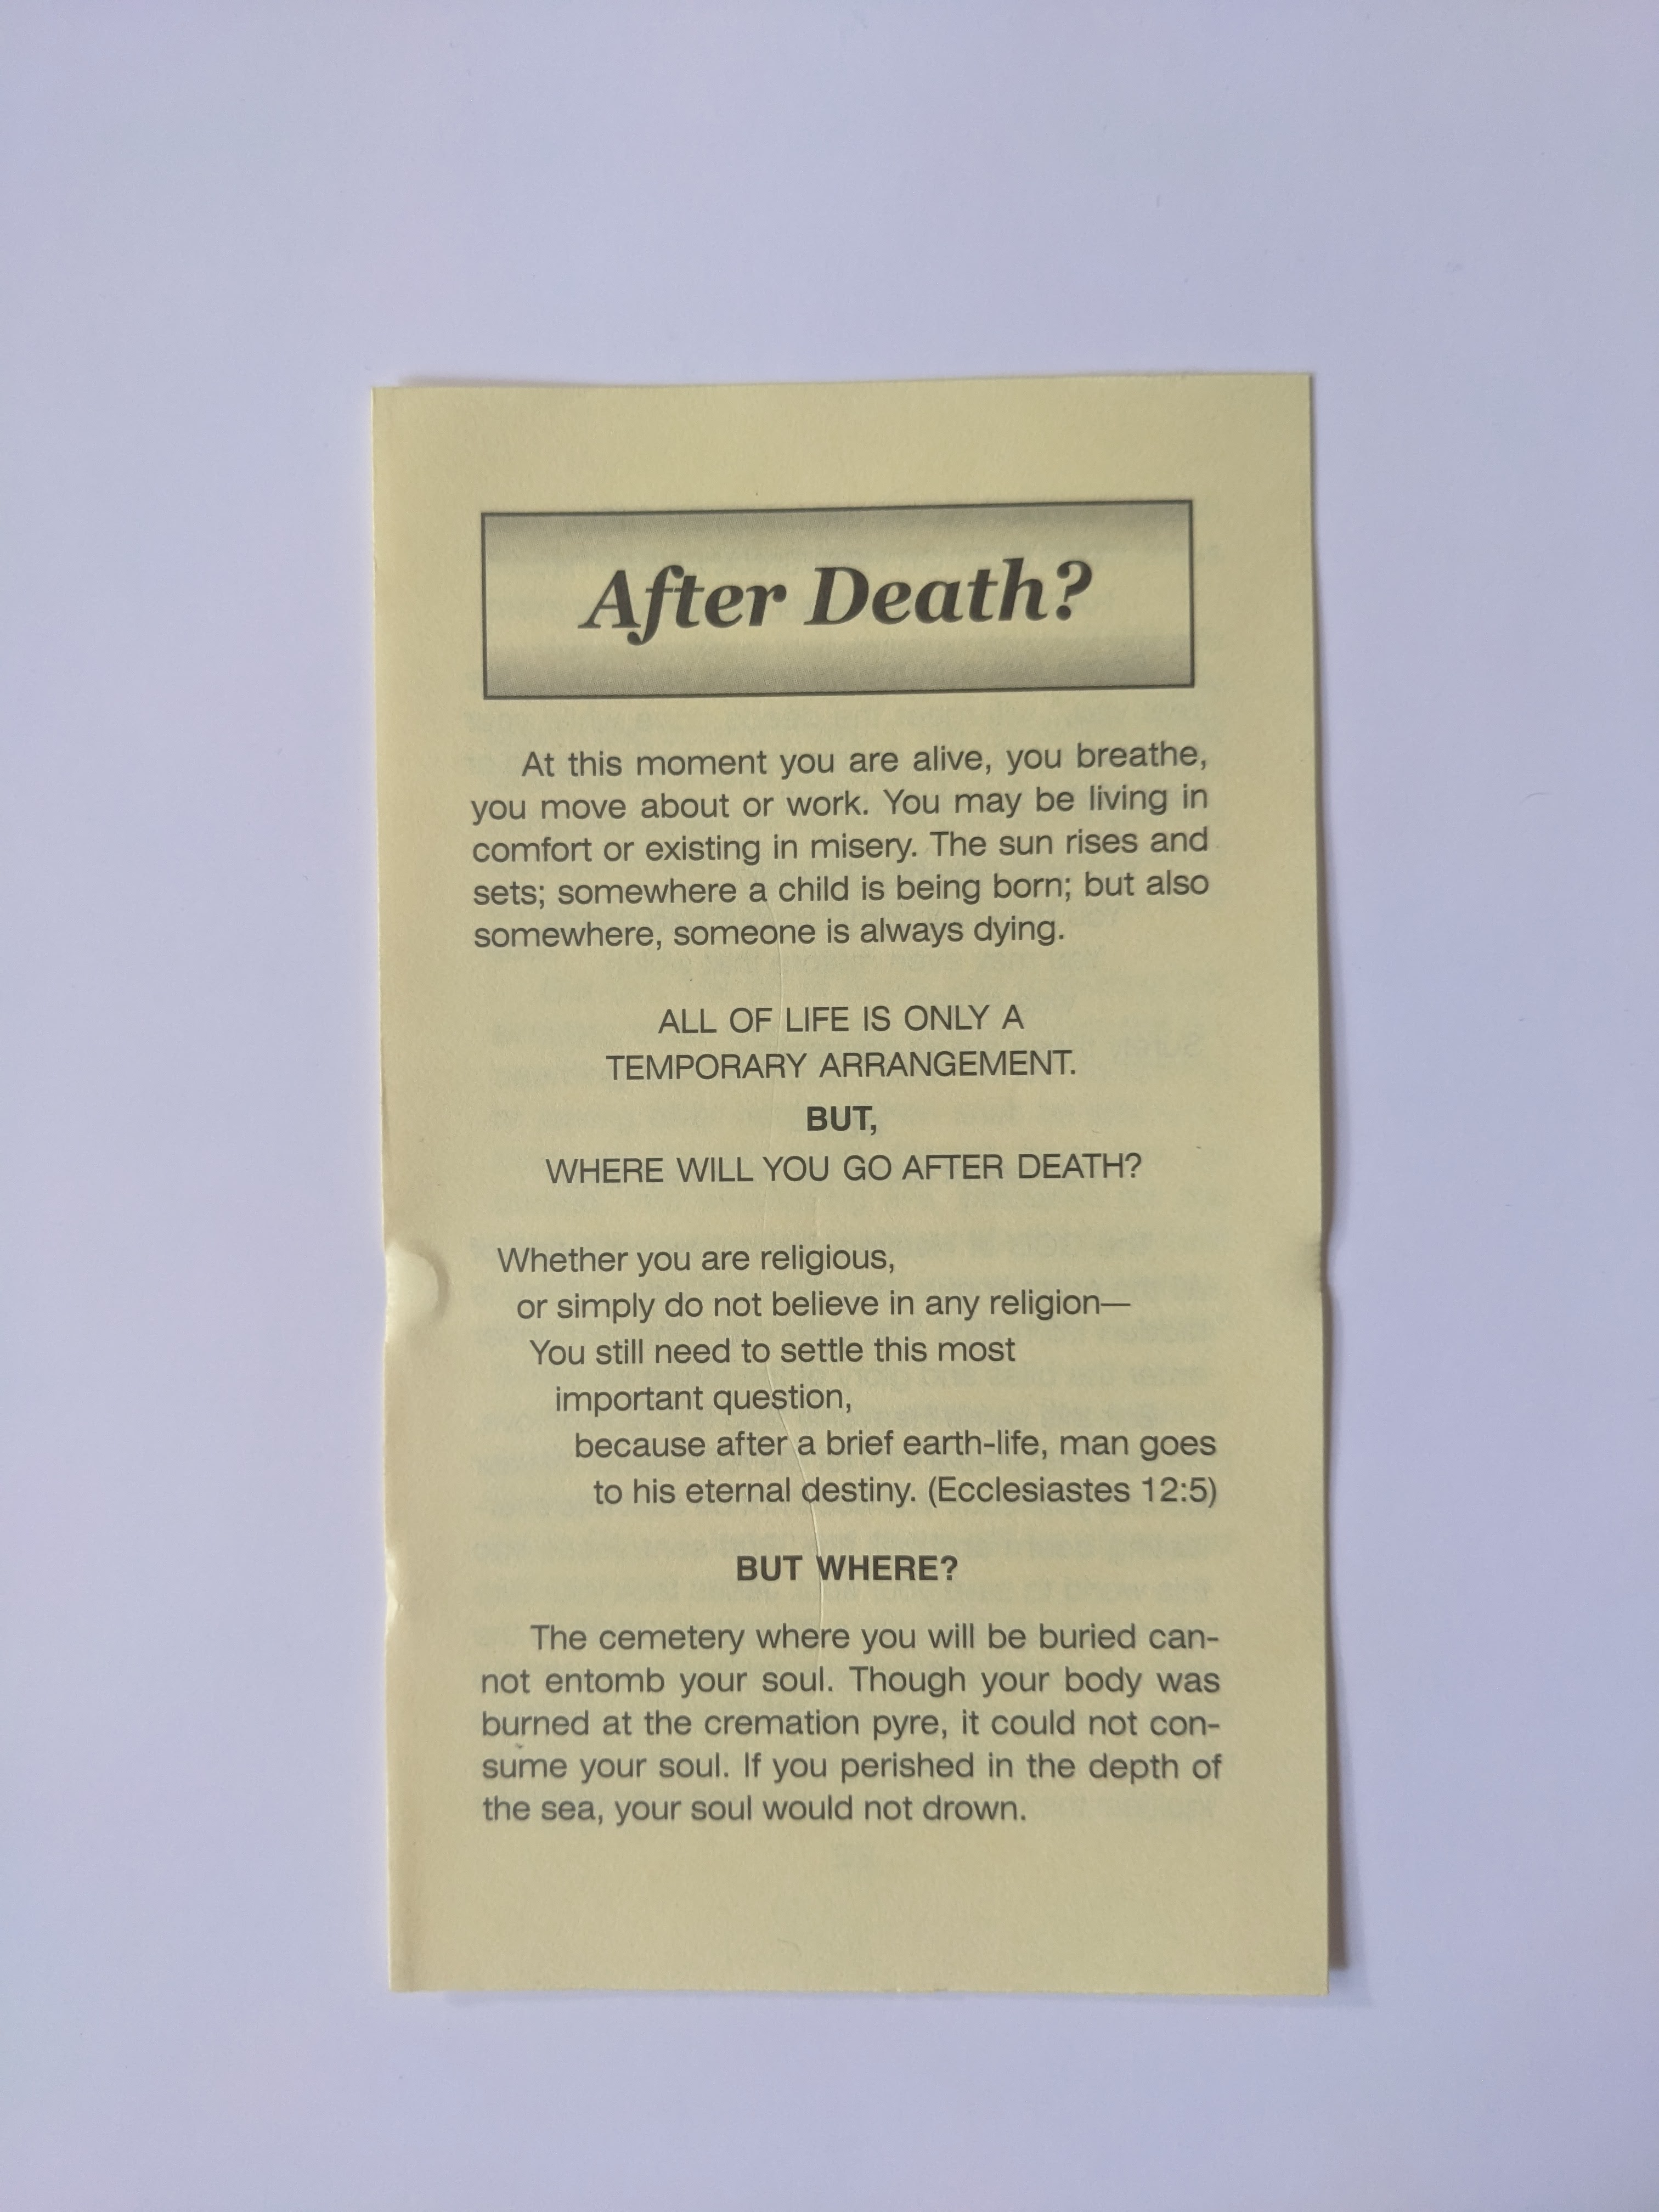 After Death?
At this moment you are alive, you breathe,
you move about or work. You may be living in
comfort or existing in misery. The sun rises and
sets; somewhere a child is being born; but also
somewhere, someone is always dying.
ALL OF LIFE IS ONLY A
TEMPORARY ARRANGEMENT.
BUT,
WHERE WILL YOU GO AFTER DEATH?
Whether you are religious,
or simply do not believe in any religion—
You still need to settle this most
important question,
because after a brief earth-life, man goes
to his eternal destiny. (Ecclesiastes 12:5)
BUT WHERE?
The cemetery where you will be buried can-
not entomb your soul. Though your body was
burned at the cremation pyre, it could not con-
sume your soul. If you perished in the depth of
the sea, your soul would not drown.